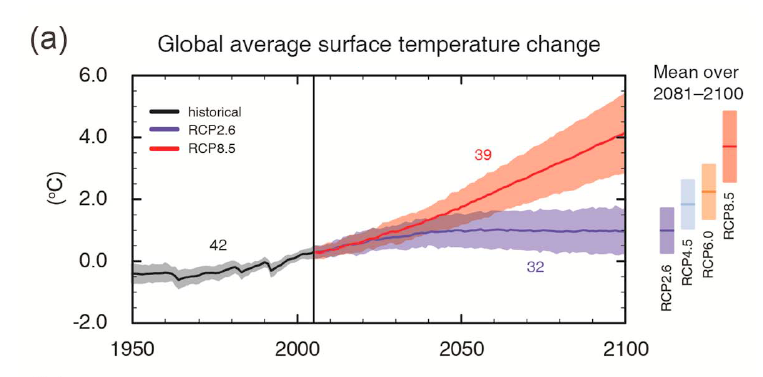 (a)
Global average surface temperature change
6.0
4.0
2.0
0.0
-2.0
(°C)
historical
RCP2.6
RCP8.5
42
39
32
1950
2000
2050
2100
Mean over
2081–2100
RCP2.6
RCP4.5
RCP6.0
RCP8.5